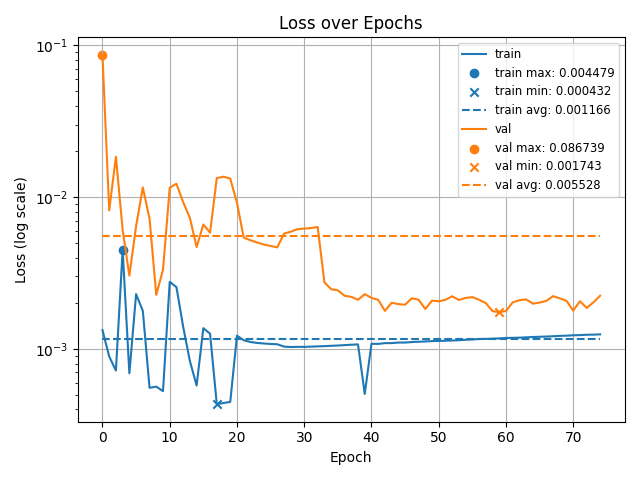 Loss over Epochs
10⁻¹
10⁻²
10⁻³
Loss (log scale)
train
train max: 0.004479
train min: 0.000432
train avg: 0.001166
val
val max: 0.086739
val min: 0.001743
val avg: 0.005528
0 10 20 30 40 50 60 70
Epoch